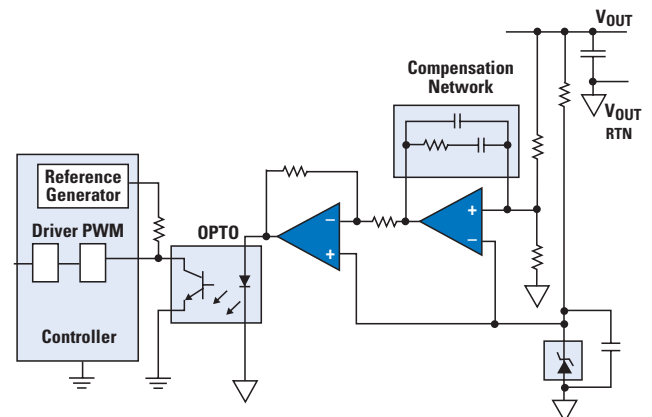 VOUT
Compensation
Network
VOUT
RTN
Reference
Generator
Driver PWM
OPTO
Controller
−
+
+
−